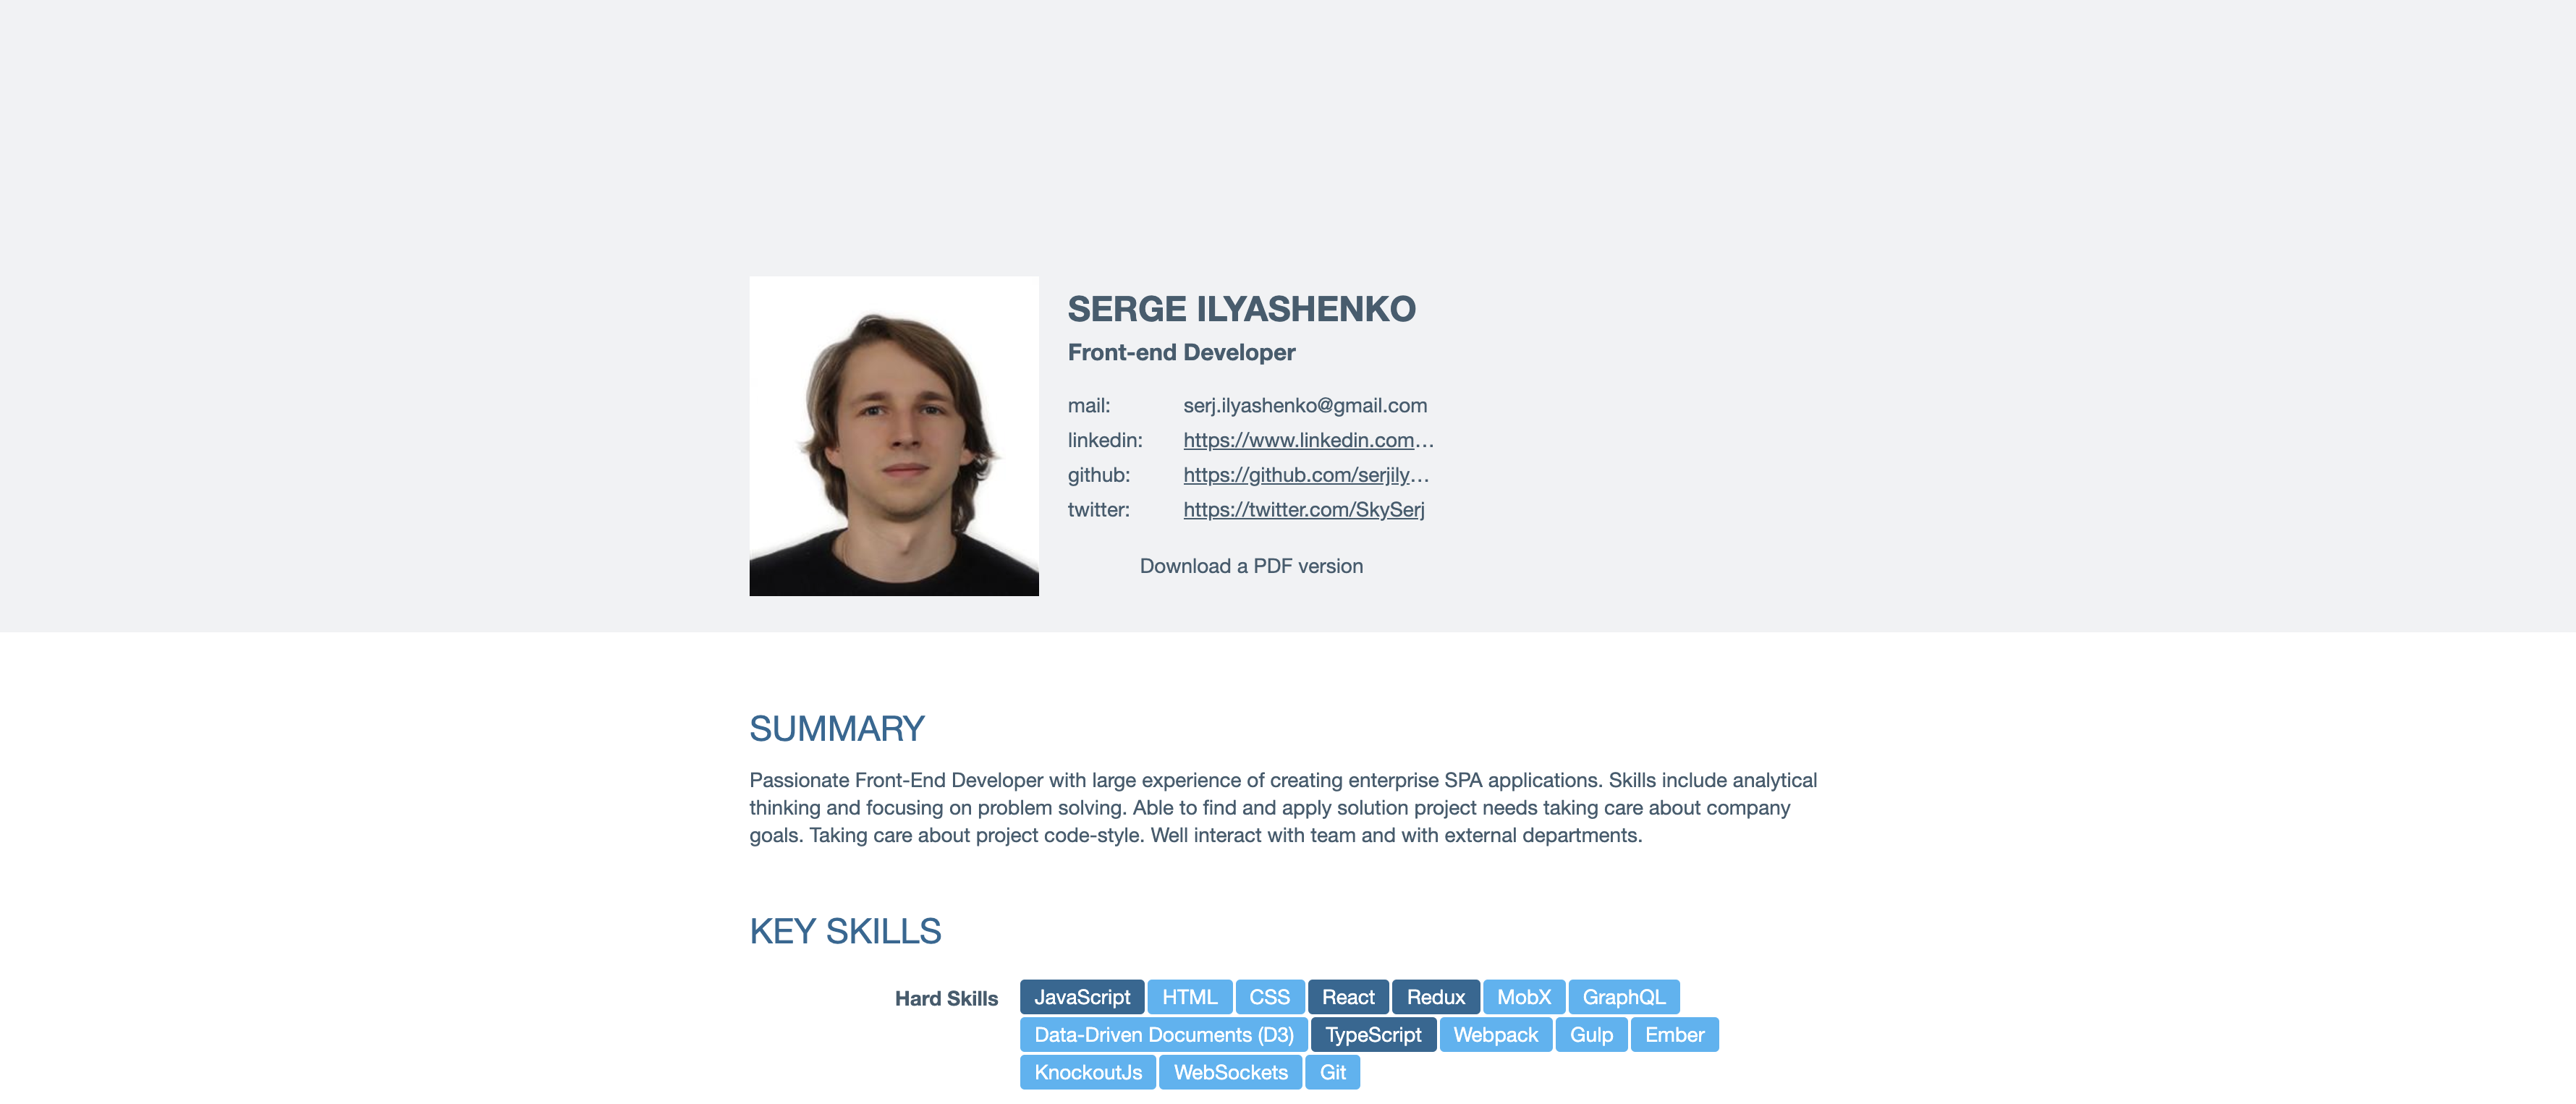 SERGE ILYASHENKO
Front-end Developer
mail: serj.ilyashenko@gmail.com
linkedin: https://www.linkedin.com...
github: https://github.com/serjily...
twitter: https://twitter.com/SkySerj
Download a PDF version
SUMMARY
Passionate Front-End Developer with large experience of creating enterprise SPA applications. Skills include analytical
thinking and focusing on problem solving. Able to find and apply solution project needs taking care about company
goals. Taking care about project code-style. Well interact with team and with external departments.
KEY SKILLS
Hard Skills JavaScript HTML CSS React Redux MobX GraphQL
Data-Driven Documents (D3) TypeScript Webpack Gulp Ember
KnockoutJs WebSockets Git